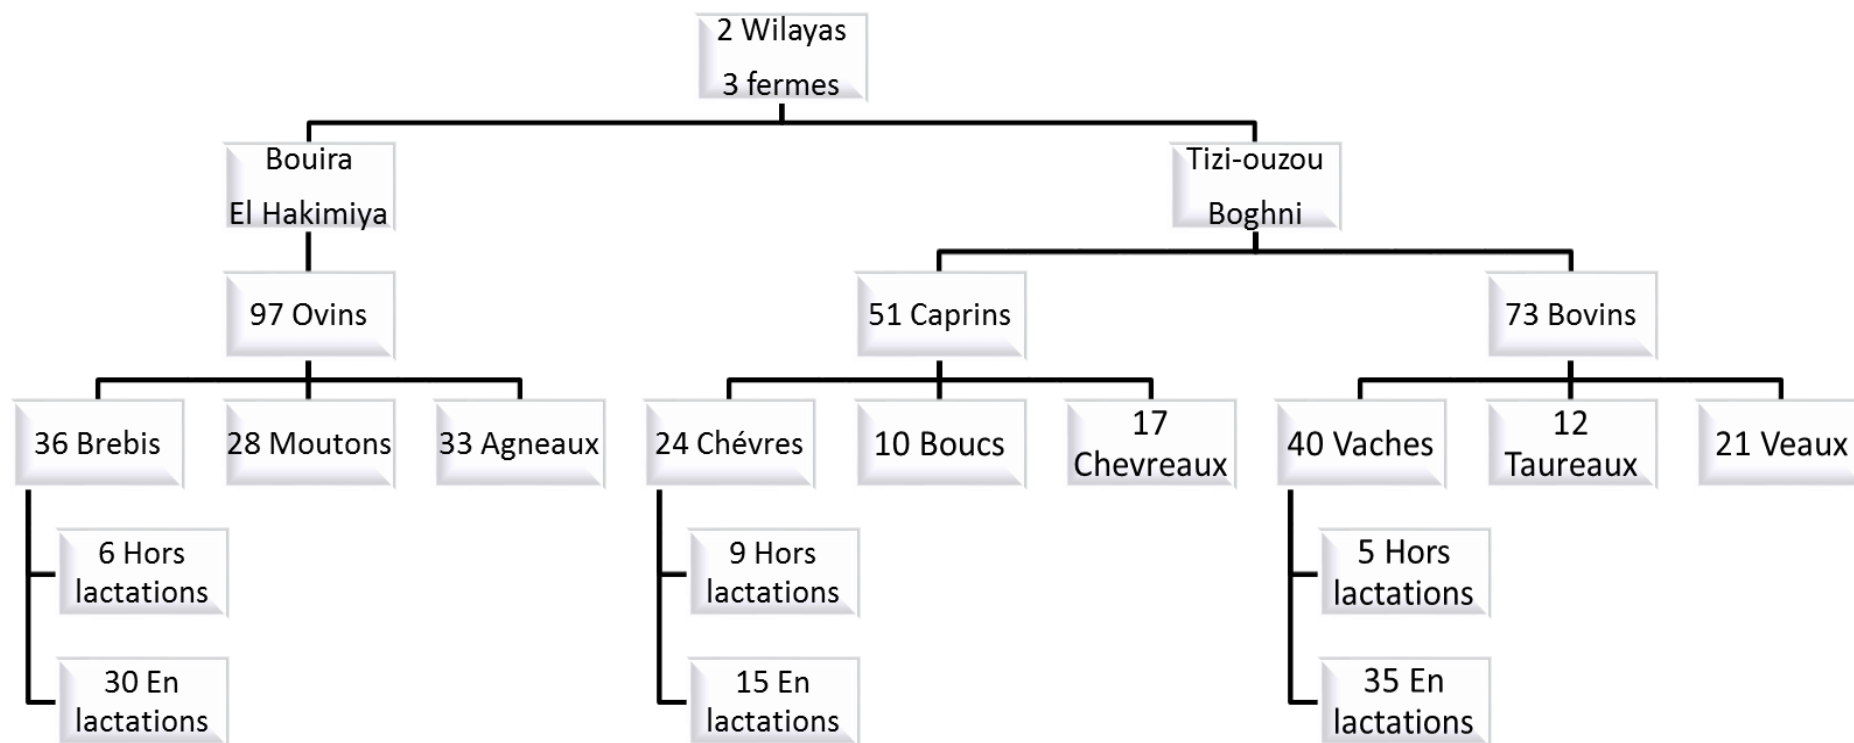 2 Wilayas
3 fermes
Bouira
El Hakimiya
Tizi-ouzou
Boghni
97 Ovins
51 Caprins
73 Bovins
36 Brebis
28 Moutons
33 Agneaux
24 Chévres
10 Boucs
17
Chevreaux
40 Vaches
12
Taureaux
21 Veaux
6 Hors
lactations
9 Hors
lactations
5 Hors
lactations
30 En
lactations
15 En
lactations
35 En
lactations